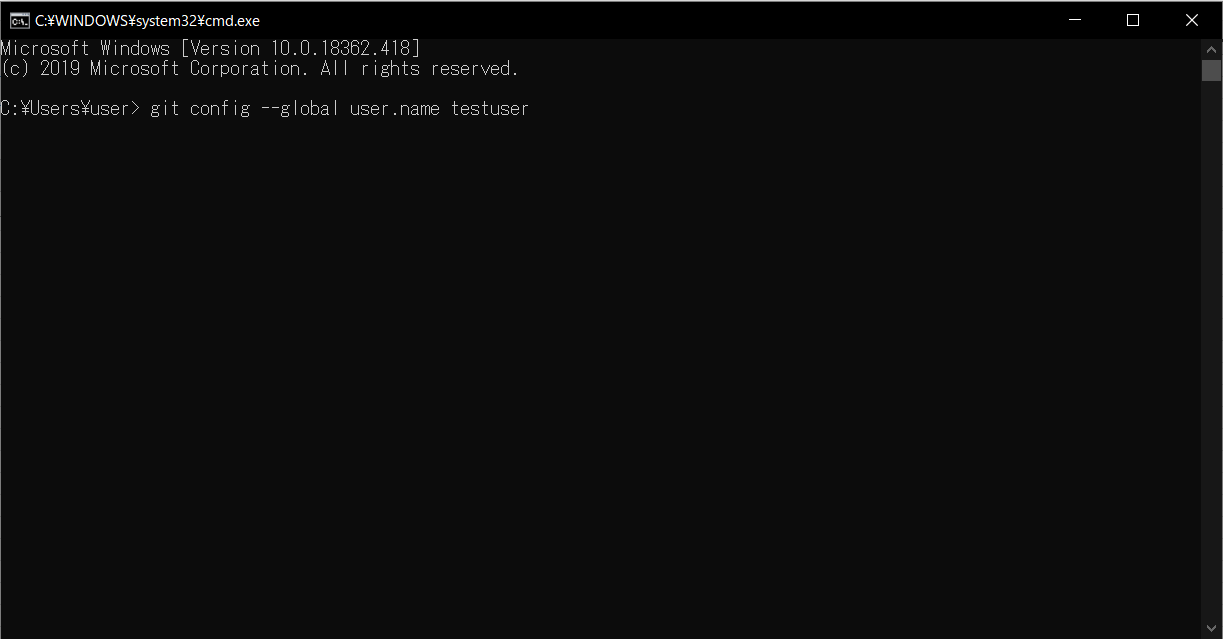 C:¥WINDOWS¥system32¥cmd.exe
Microsoft Windows [Version 10.0.18362.418]
(c) 2019 Microsoft Corporation. All rights reserved.
C:¥Users¥user> git config --global user.name testuser